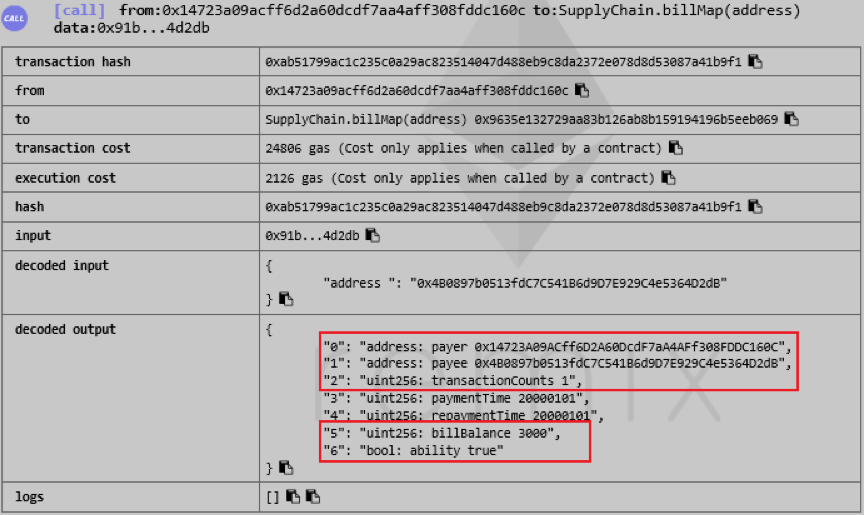 CALL
[call] from:0x14723a09acff6d2a60dcdf7aa4aff308fddc160c to:SupplyChain.billMap(address)
data:0x91b...4d2db
transaction hash 0xab51799ac1c235c0a29ac823514047d488eb9c8da2372e078d8d53087a41b9f1
from 0x14723a09acff6d2a60dcdf7aa4aff308fddc160c
to SupplyChain.billMap(address) 0x9635e132729aa83b126ab8b159194196b5eeb069
transaction cost 24806 gas (Cost only applies when called by a contract)
execution cost 2126 gas (Cost only applies when called by a contract)
hash 0xab51799ac1c235c0a29ac823514047d488eb9c8da2372e078d8d53087a41b9f1
input 0x91b...4d2db
decoded input {
"address ": "0x4B0897b0513fdC7C541B6d9D7E929C4e5364D2dB"
}
decoded output {
"0": "address: payer 0x14723A09ACff6D2A60DcdF7aA4AFf308FDDC160C",
"1": "address: payee 0x4B0897b0513fdC7C541B6d9D7E929C4e5364D2dB",
"2": "uint256: transactionCounts 1",
"3": "uint256: paymentTime 20000101",
"4": "uint256: repaymentTime 20000101",
"5": "uint256: billBalance 3000",
"6": "bool: ability true"
}
logs []
remix